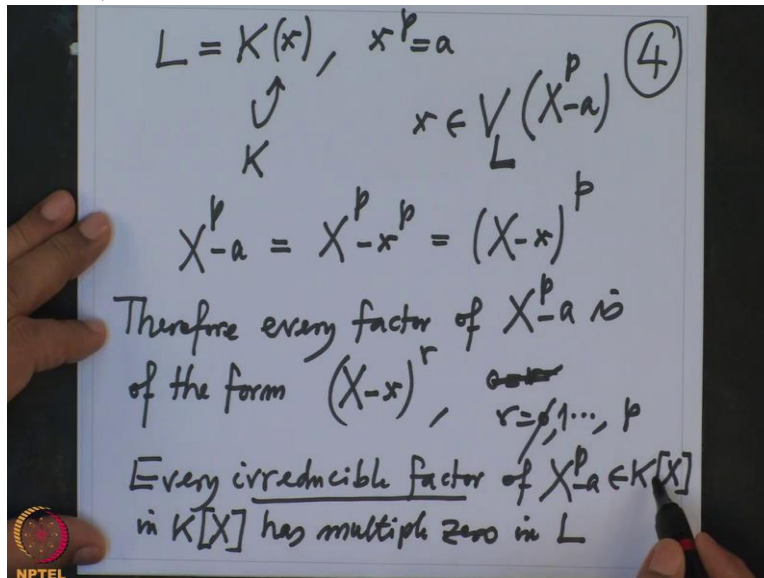 L = K(x), x^p = a
④
K
x ∈ V_L (X^p - a)
X^p - a = X^p - x^p = (X - x)^p
Therefore every factor of X^p - a is
of the form (X - x)^r,
r = 0, 1 ..., p
Every irreducible factor of X^p - a ∈ K[X]
in K[X] has multiple zero in L
NPTEL